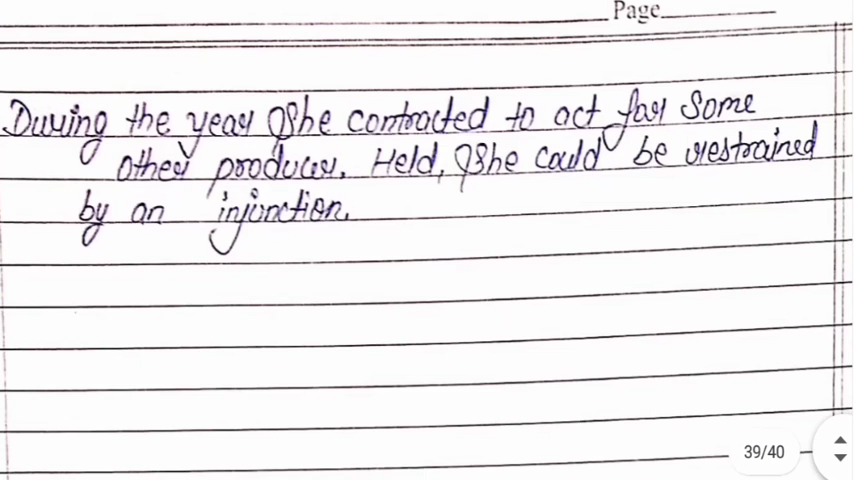 Page
During the year she contracted to act for some
other producer. Held, she could be restrained
by an injunction.
39/40